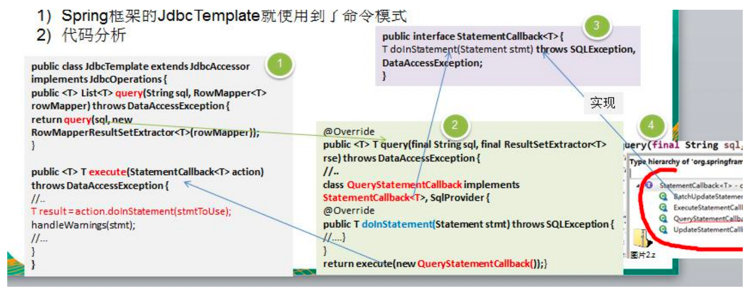 1) Spring框架的JdbcTemplate就使用到了命令模式
2) 代码分析
1
public class JdbcTemplate extends JdbcAccessor
implements JdbcOperations {
public <T> List<T> query(String sql, RowMapper<T>
rowMapper) throws DataAccessException {
return query(sql, new
RowMapperResultSetExtractor<T>(rowMapper));
}
public <T> T execute(StatementCallback<T> action)
throws DataAccessException {
//..
T result = action.doInStatement(stmtToUse);
handleWarnings(stmt);
//...
}
}
2
@Override
public <T> T query(final String sql, final ResultSetExtractor<T>
rse) throws DataAccessException {
//..
class QueryStatementCallback implements
StatementCallback<T>, SqlProvider {
@Override
public T doInStatement(Statement stmt) throws SQLException {
//....}
}
return execute(new QueryStatementCallback());}
3
public interface StatementCallback<T> {
T doInStatement(Statement stmt) throws SQLException,
DataAccessException;
}
实现
4
uery(final String sql,
Type hierarchy of 'org.springfram
StatementCallback<T> - o
BatchUpdateStatemen
ExecuteStatementCall
QueryStatementCallba
UpdateStatementCallb
图片2.z